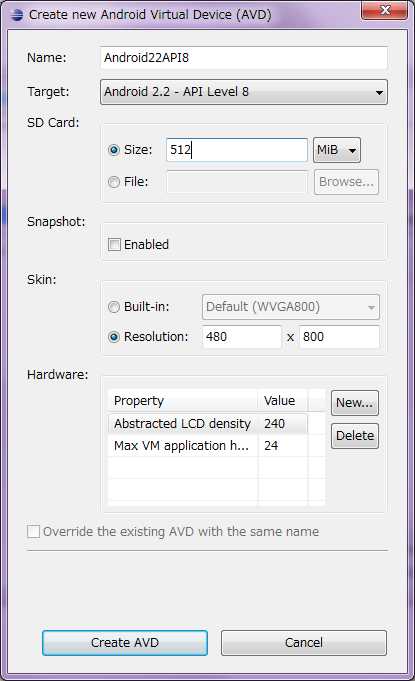 Create new Android Virtual Device (AVD)
Name: Android22API8
Target: Android 2.2 - API Level 8
SD Card:
Size: 512 MiB
File: Browse...
Snapshot:
Enabled
Skin:
Built-in: Default (WVGA800)
Resolution: 480 x 800
Hardware:
Property Value New...
Abstracted LCD density 240
Max VM application h... 24
Delete
Override the existing AVD with the same name
Create AVD Cancel